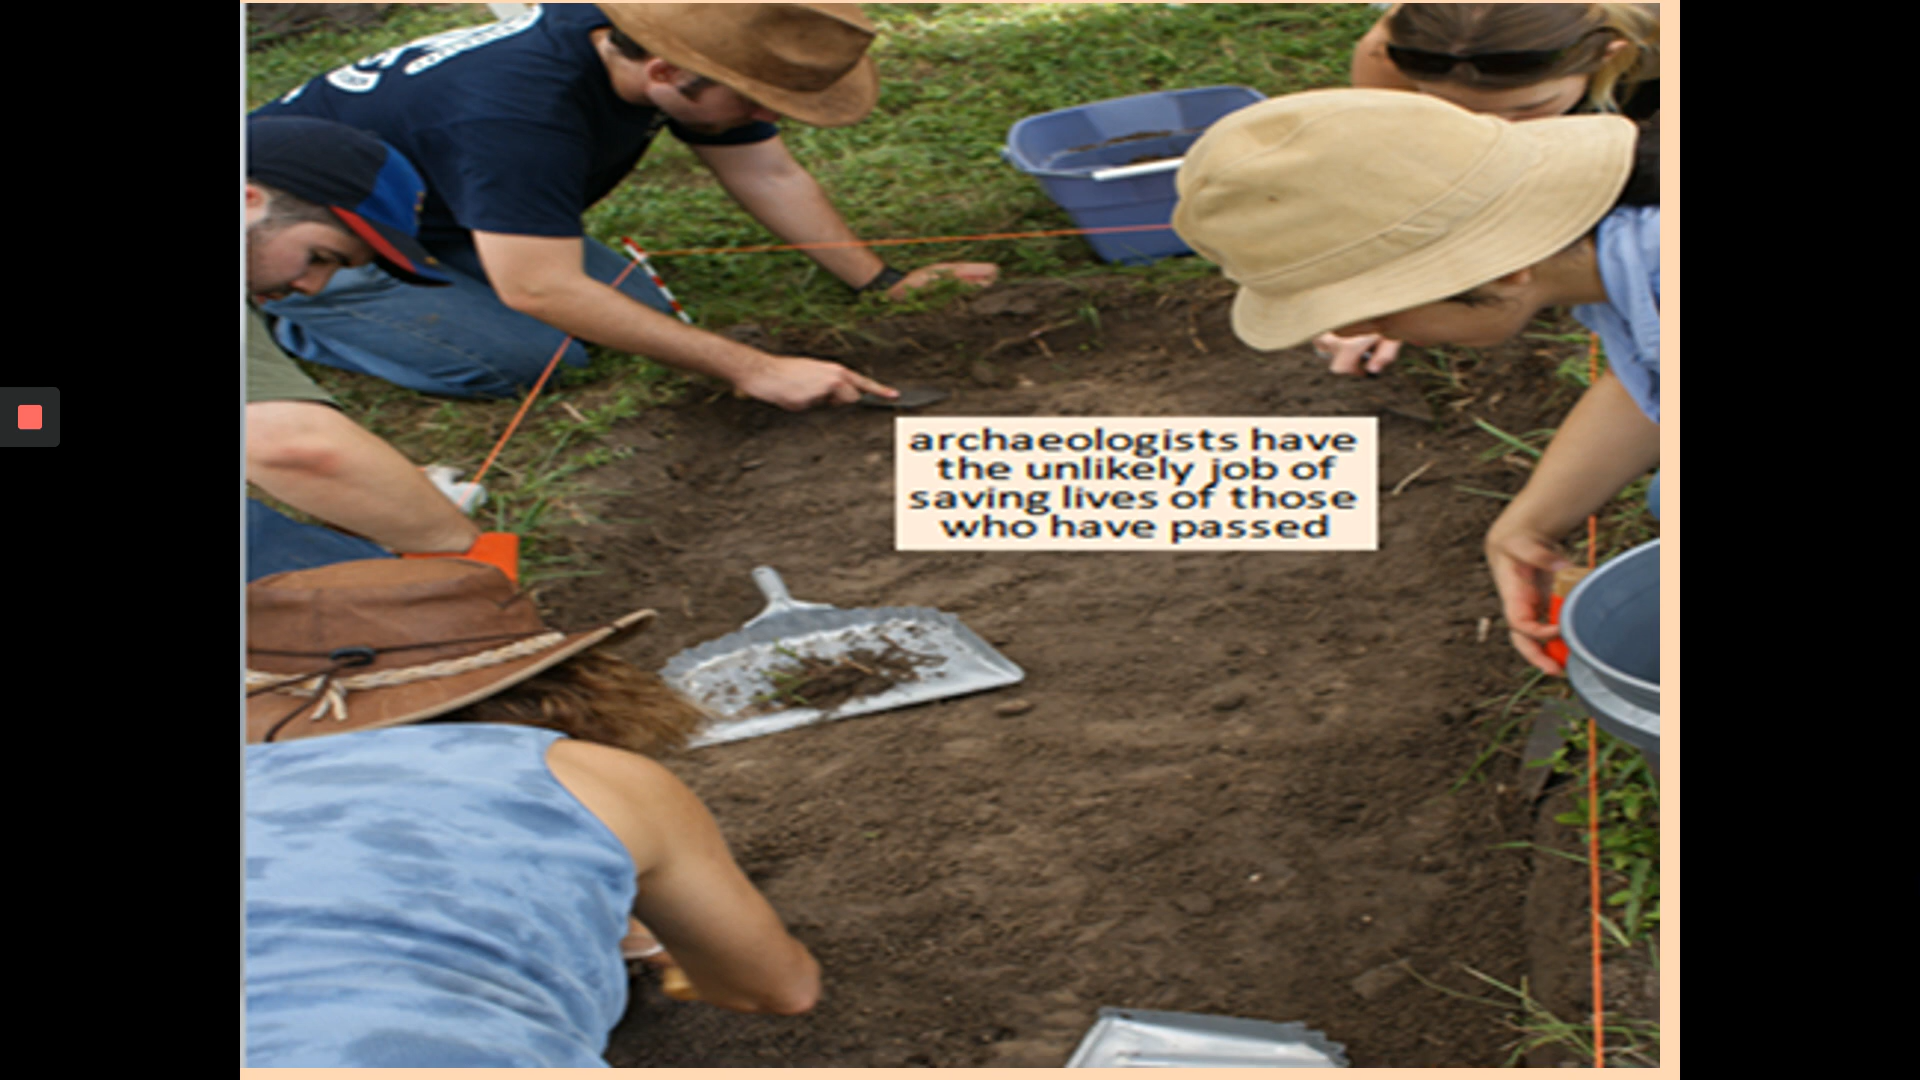 archaeologists have
the unlikely job of
saving lives of those
who have passed